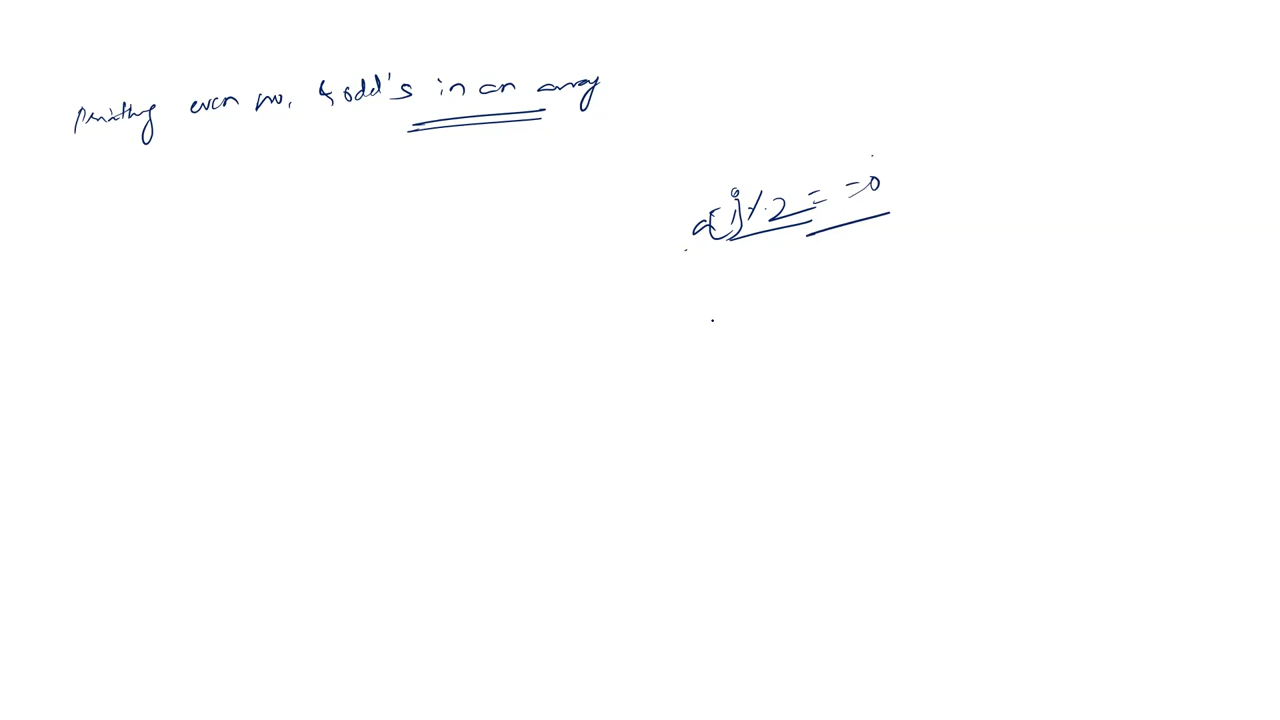 printing even no. & odd's in an array
a[i]%2==0